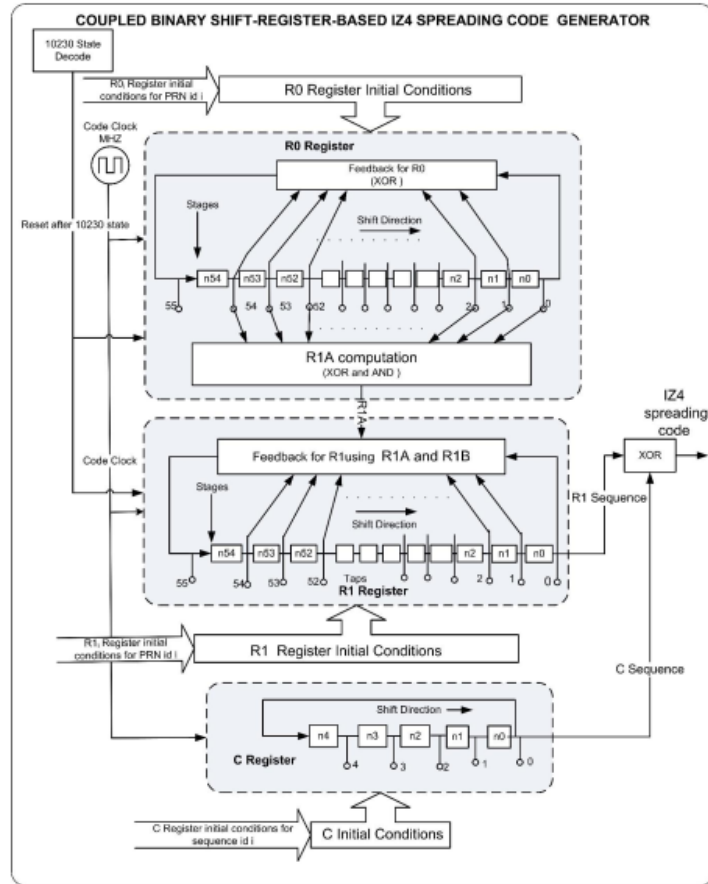 COUPLED BINARY SHIFT-REGISTER-BASED IZ4 SPREADING CODE GENERATOR
10230 State
Decode
R0, Register initial
conditions for PRN id i
R0 Register Initial Conditions
Code Clock
MHZ
R0 Register
Feedback for R0
(XOR )
Stages
Shift Direction
Reset after 10230 state
n54 n53 n52 n2 n1 n0
55 54 53 52 2 1 0
R1A computation
(XOR and AND )
R1A
IZ4
spreading
code
XOR
Code Clock
Feedback for R1using R1A and R1B
R1 Sequence
Stages
Shift Direction
n54 n53 n52 n2 n1 n0
55 54 53 52 Taps 2 1 0
R1 Register
R1, Register initial
conditions for PRN id i
R1 Register Initial Conditions
C Sequence
Shift Direction
n4 n3 n2 n1 n0
4 3 2 1 0
C Register
C Register initial conditions for
sequence id i
C Initial Conditions